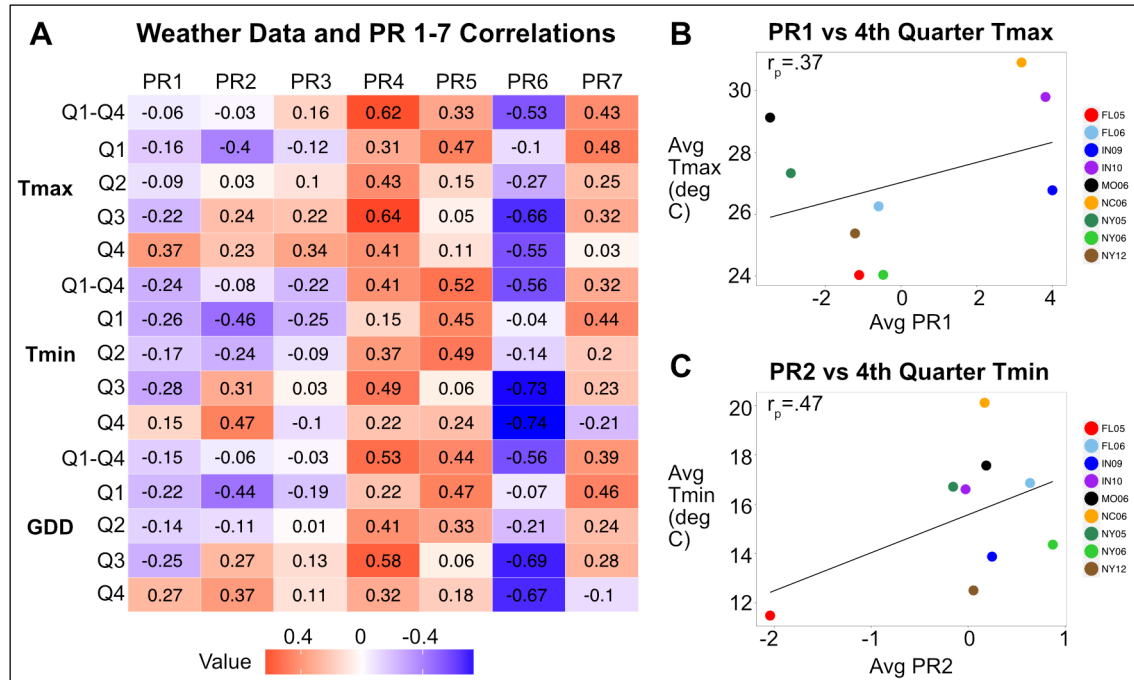 A Weather Data and PR 1-7 Correlations
PR1 PR2 PR3 PR4 PR5 PR6 PR7
Tmax
Q1-Q4 -0.06 -0.03 0.16 0.62 0.33 -0.53 0.43
Q1 -0.16 -0.4 -0.12 0.31 0.47 -0.1 0.48
Q2 -0.09 0.03 0.1 0.43 0.15 -0.27 0.25
Q3 -0.22 0.24 0.22 0.64 0.05 -0.66 0.32
Q4 0.37 0.23 0.34 0.41 0.11 -0.55 0.03
Tmin
Q1-Q4 -0.24 -0.08 -0.22 0.41 0.52 -0.56 0.32
Q1 -0.26 -0.46 -0.25 0.15 0.45 -0.04 0.44
Q2 -0.17 -0.24 -0.09 0.37 0.49 -0.14 0.2
Q3 -0.28 0.31 0.03 0.49 0.06 -0.73 0.23
Q4 0.15 0.47 -0.1 0.22 0.24 -0.74 -0.21
GDD
Q1-Q4 -0.15 -0.06 -0.03 0.53 0.44 -0.56 0.39
Q1 -0.22 -0.44 -0.19 0.22 0.47 -0.07 0.46
Q2 -0.14 -0.11 0.01 0.41 0.33 -0.21 0.24
Q3 -0.25 0.27 0.13 0.58 0.06 -0.69 0.28
Q4 0.27 0.37 0.11 0.32 0.18 -0.67 -0.1
0.4 0 -0.4
Value
B PR1 vs 4th Quarter Tmax
rp=.37
30
28
26
24
Avg
Tmax
(deg
C)
-2 0 2 4
Avg PR1
FL05
FL06
IN09
IN10
MO06
NC06
NY05
NY06
NY12
C PR2 vs 4th Quarter Tmin
rp=.47
20
18
16
14
12
Avg
Tmin
(deg
C)
-2 -1 0 1
Avg PR2
FL05
FL06
IN09
IN10
MO06
NC06
NY05
NY06
NY12